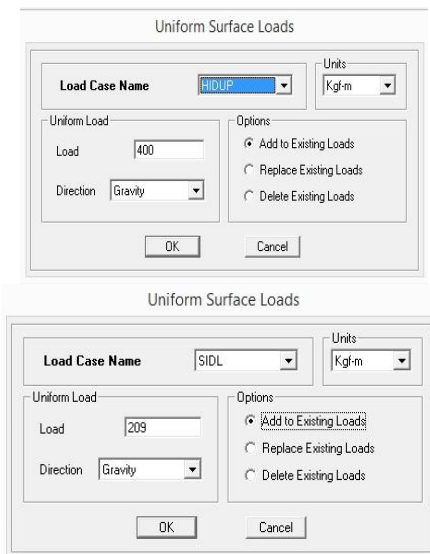 Uniform Surface Loads
Units
Load Case Name HIDUP Kgf-m
Uniform Load Options
Load 400 Add to Existing Loads
Replace Existing Loads
Direction Gravity Delete Existing Loads
OK Cancel
Uniform Surface Loads
Units
Load Case Name SIDL Kgf-m
Uniform Load Options
Load 209 Add to Existing Loads
Replace Existing Loads
Direction Gravity Delete Existing Loads
OK Cancel